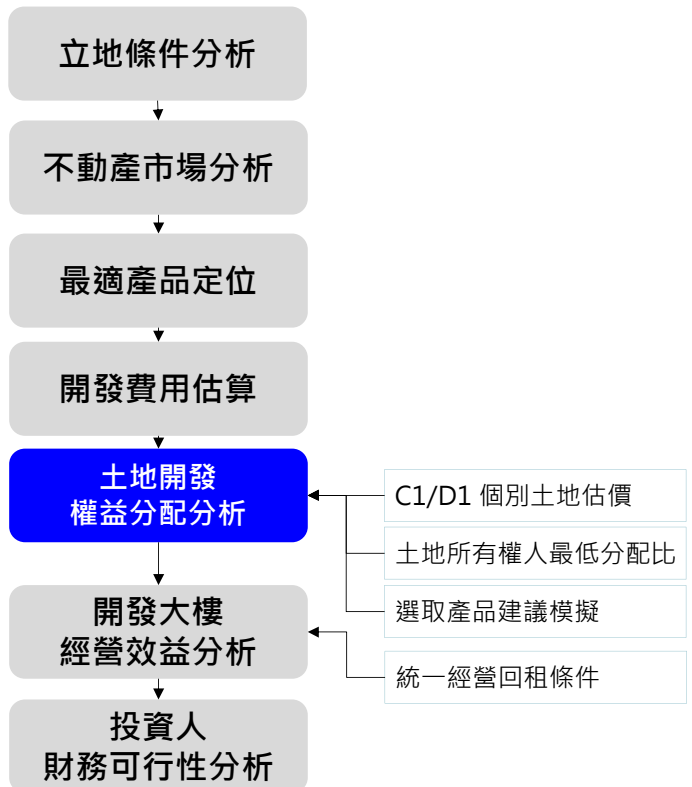 立地條件分析
不動產市場分析
最適產品定位
開發費用估算
土地開發
權益分配分析
C1/D1 個別土地估價
土地所有權人最低分配比
選取產品建議模擬
開發大樓
經營效益分析
統一經營回租條件
投資人
財務可行性分析